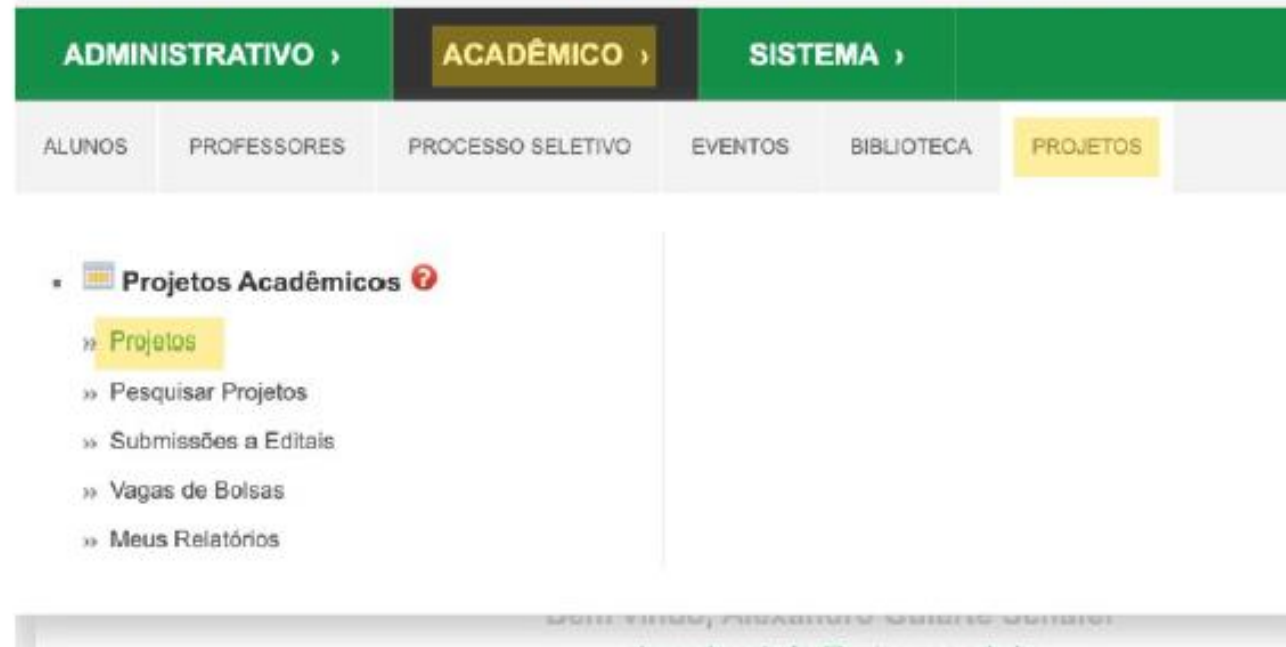 ADMINISTRATIVO › ACADÊMICO › SISTEMA ›
ALUNOS PROFESSORES PROCESSO SELETIVO EVENTOS BIBLIOTECA PROJETOS
▪ Projetos Acadêmicos ?
» Projetos
» Pesquisar Projetos
» Submissões a Editais
» Vagas de Bolsas
» Meus Relatórios